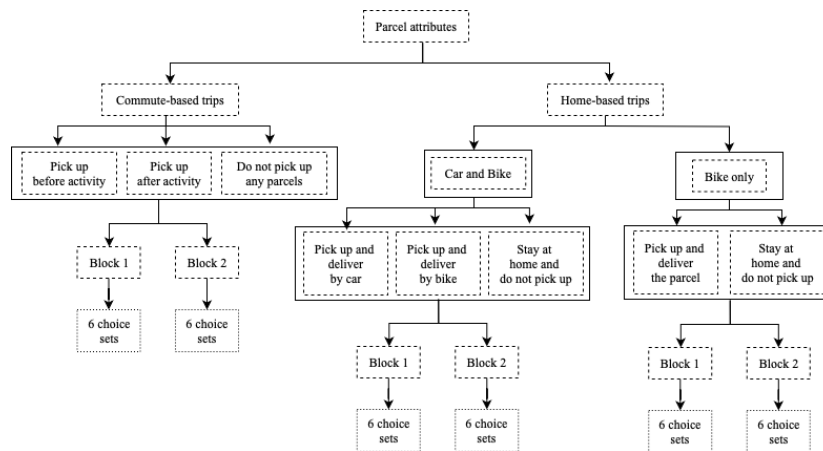 Parcel attributes
Commute-based trips
Home-based trips
Pick up
before activity
Pick up
after activity
Do not pick up
any parcels
Car and Bike
Bike only
Block 1
Block 2
Pick up and
deliver
by car
Pick up and
deliver
by bike
Stay at
home and
do not pick up
Pick up and
deliver
the parcel
Stay at
home and
do not pick up
6 choice
sets
6 choice
sets
Block 1
Block 2
Block 1
Block 2
6 choice
sets
6 choice
sets
6 choice
sets
6 choice
sets